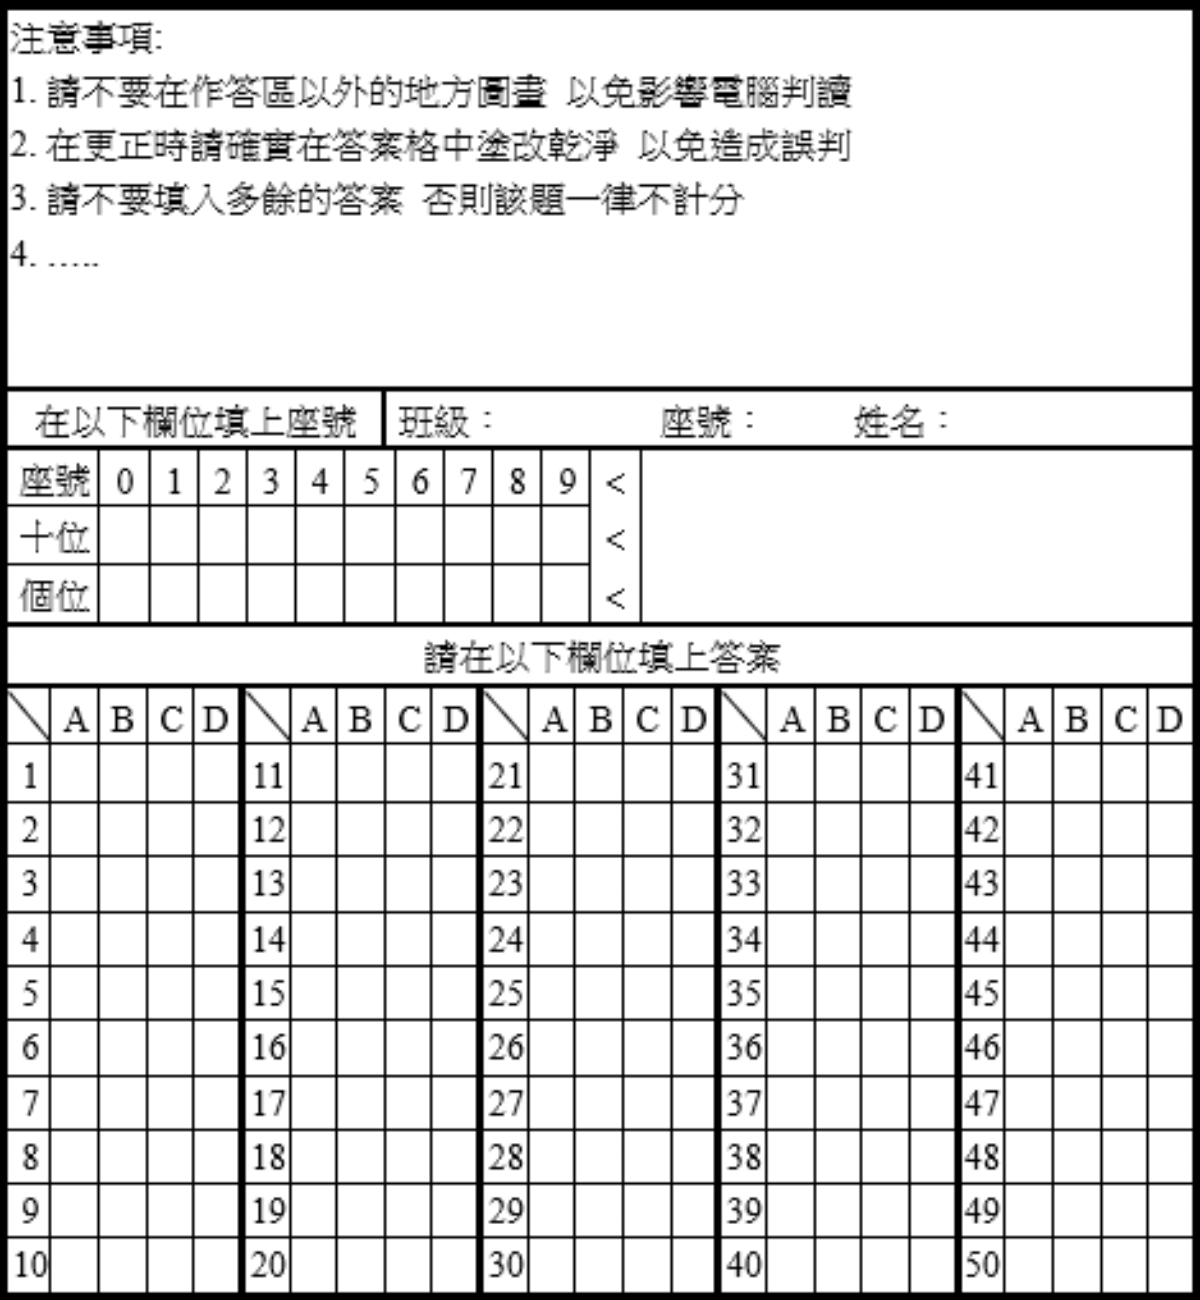 注意事項:
1. 請不要在作答區以外的地方圖畫 以免影響電腦判讀
2. 在更正時請確實在答案格中塗改乾淨 以免造成誤判
3. 請不要填入多餘的答案 否則該題一律不計分
4. .....
在以下欄位填上座號 班級： 座號： 姓名：
座號 0 1 2 3 4 5 6 7 8 9 <
十位 <
個位 <
請在以下欄位填上答案
A B C D A B C D A B C D A B C D A B C D
1 11 21 31 41
2 12 22 32 42
3 13 23 33 43
4 14 24 34 44
5 15 25 35 45
6 16 26 36 46
7 17 27 37 47
8 18 28 38 48
9 19 29 39 49
10 20 30 40 50